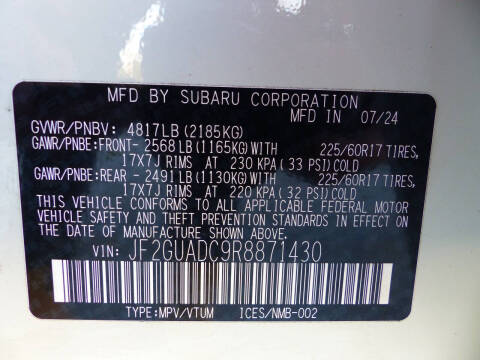 MFD BY SUBARU CORPORATION
MFD IN 07/24
GVWR/PNBV: 4817LB (2185KG)
GAWR/PNBE:FRONT- 2568 LB (1165KG) WITH 225/60R17 TIRES,
17X7J RIMS AT 230 KPA (33 PSI) COLD
GAWR/PNBE:REAR - 2491 LB (1130KG) WITH 225/60R17 TIRES,
17X7J RIMS AT 220 KPA (32 PSI) COLD
THIS VEHICLE CONFORMS TO ALL APPLICABLE FEDERAL MOTOR
VEHICLE SAFETY AND THEFT PREVENTION STANDARDS IN EFFECT ON
THE DATE OF MANUFACTURE SHOWN ABOVE.
VIN: JF2GUADC9R8871430
TYPE:MPV/VTUM ICES/NMB-002